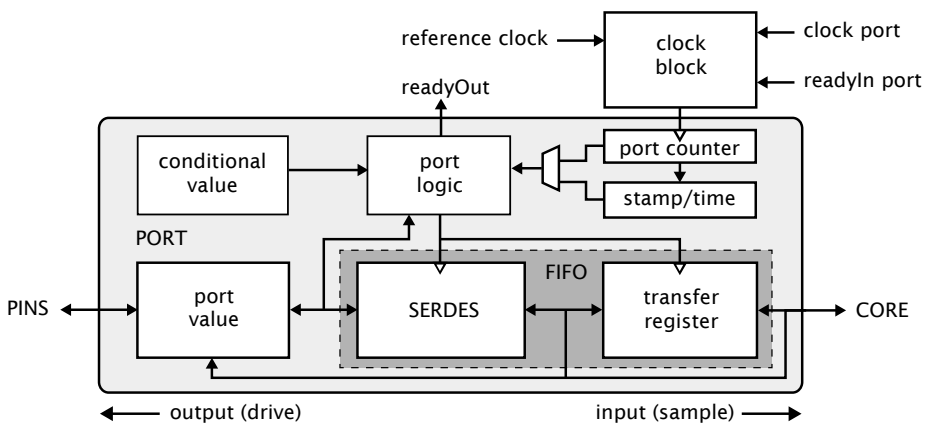 reference clock
clock
block
clock port
readyIn port
readyOut
conditional
value
port
logic
port counter
stamp/time
PORT
FIFO
PINS
port
value
SERDES
transfer
register
CORE
output (drive)
input (sample)